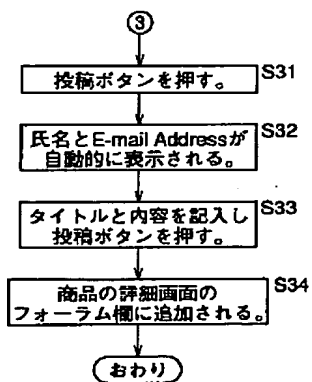 ③
投稿ボタンを押す。 S31
氏名とE-mail Addressが S32
自動的に表示される。
タイトルと内容を記入し S33
投稿ボタンを押す。
商品の詳細画面の S34
フォーラム欄に追加される。
おわり